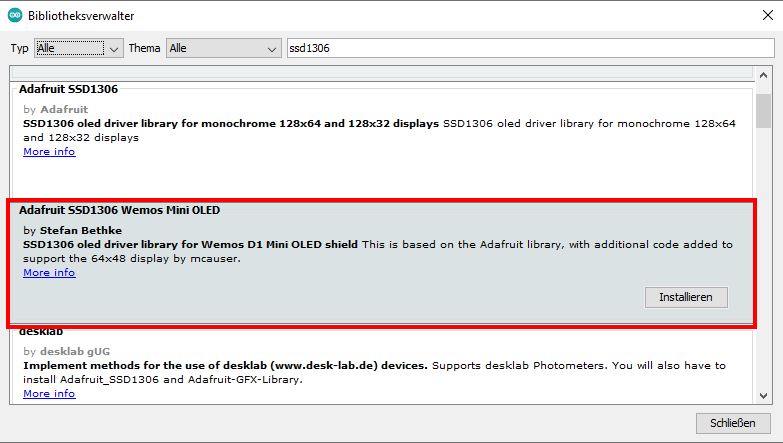 Bibliotheksverwalter
Typ Alle Thema Alle ssd1306
Adafruit SSD1306
by Adafruit
SSD1306 oled driver library for monochrome 128x64 and 128x32 displays SSD1306 oled driver library for monochrome 128x64
and 128x32 displays
More info
Adafruit SSD1306 Wemos Mini OLED
by Stefan Bethke
SSD1306 oled driver library for Wemos D1 Mini OLED shield This is based on the Adafruit library, with additional code added to
support the 64x48 display by mcauser.
More info
Installieren
desklab
by desklab gUG
Implement methods for the use of desklab (www.desk-lab.de) devices. Supports desklab Photometers. You will also have to
install Adafruit_SSD1306 and Adafruit-GFX-Library.
More info
Schließen